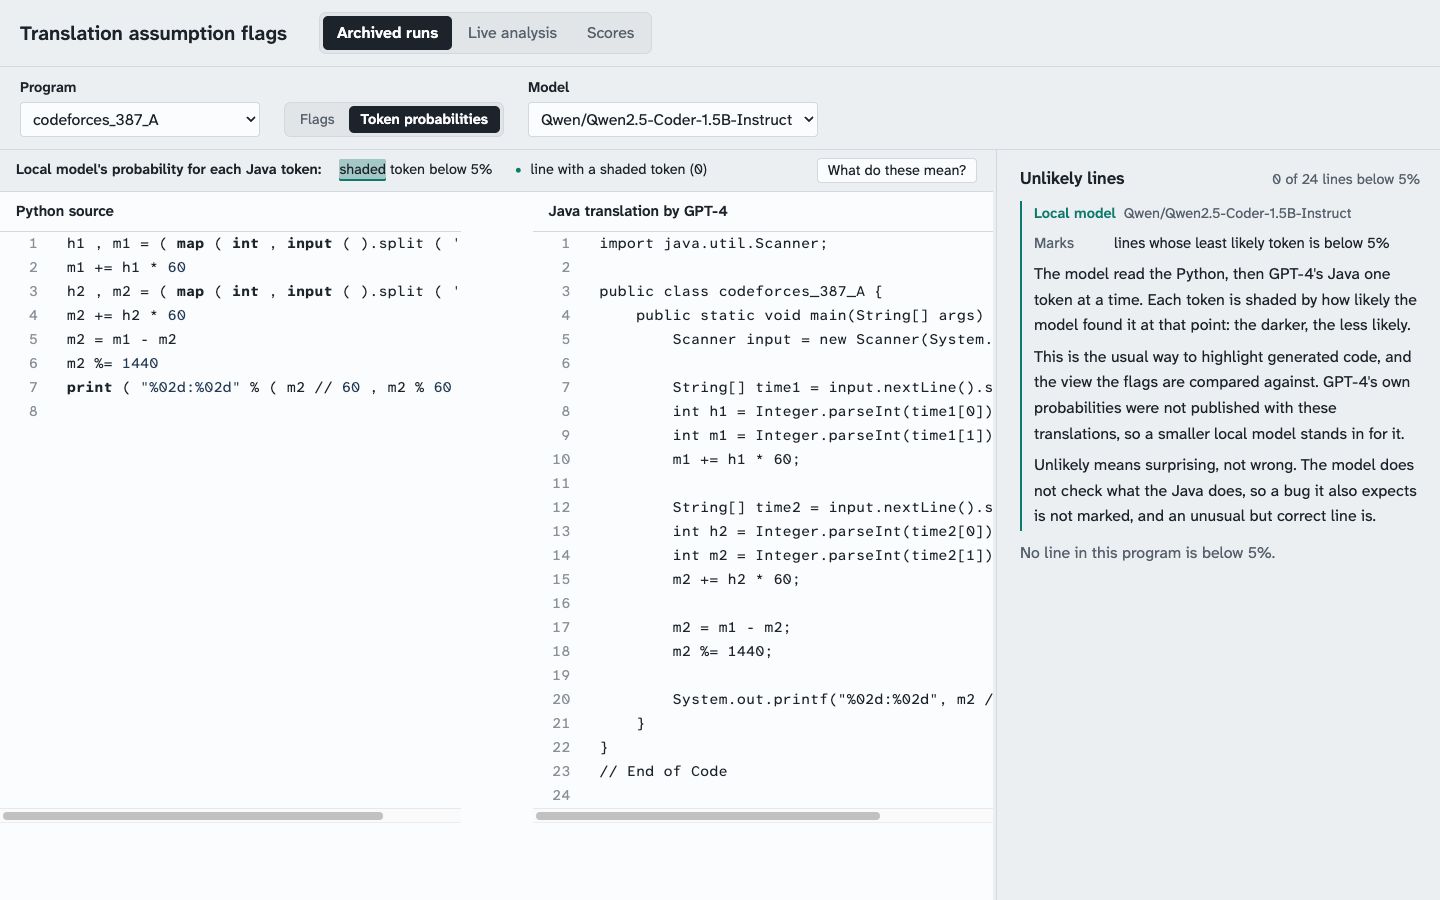 Translation assumption flags
Archived runs
Live analysis
Scores
Program
Model
codeforces_387_A
Flags
Token probabilities
Qwen/Qwen2.5-Coder-1.5B-Instruct
Local model's probability for each Java token:
shaded token below 5%
line with a shaded token (0)
What do these mean?
Python source
1 h1 , m1 = ( map ( int , input ( ).split ( '
2 m1 += h1 * 60
3 h2 , m2 = ( map ( int , input ( ).split ( '
4 m2 += h2 * 60
5 m2 = m1 - m2
6 m2 %= 1440
7 print ( "%02d:%02d" % ( m2 // 60 , m2 % 60
8
Java translation by GPT-4
1 import java.util.Scanner;
2
3 public class codeforces_387_A {
4 public static void main(String[] args)
5 Scanner input = new Scanner(System.
6
7 String[] time1 = input.nextLine().s
8 int h1 = Integer.parseInt(time1[0])
9 int m1 = Integer.parseInt(time1[1])
10 m1 += h1 * 60;
11
12 String[] time2 = input.nextLine().s
13 int h2 = Integer.parseInt(time2[0])
14 int m2 = Integer.parseInt(time2[1])
15 m2 += h2 * 60;
16
17 m2 = m1 - m2;
18 m2 %= 1440;
19
20 System.out.printf("%02d:%02d", m2 /
21 }
22 }
23 // End of Code
24
Unlikely lines
0 of 24 lines below 5%
Local model Qwen/Qwen2.5-Coder-1.5B-Instruct
Marks lines whose least likely token is below 5%
The model read the Python, then GPT-4's Java one
token at a time. Each token is shaded by how likely the
model found it at that point: the darker, the less likely.
This is the usual way to highlight generated code, and
the view the flags are compared against. GPT-4's own
probabilities were not published with these
translations, so a smaller local model stands in for it.
Unlikely means surprising, not wrong. The model does
not check what the Java does, so a bug it also expects
is not marked, and an unusual but correct line is.
No line in this program is below 5%.